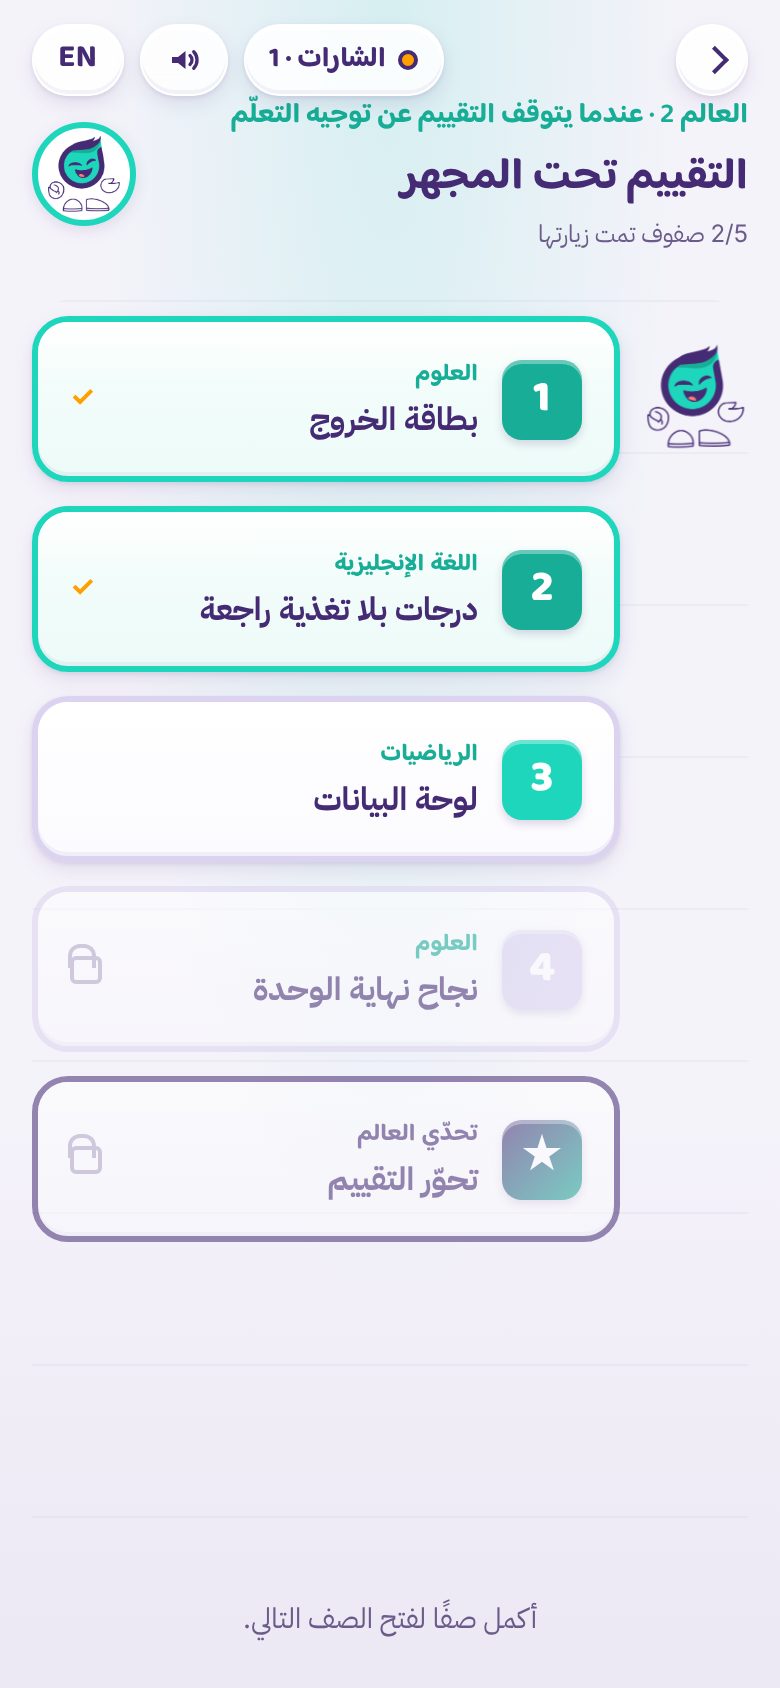 الشارات · 1
EN
العالم 2 · عندما يتوقف التقييم عن توجيه التعلّم
التقييم تحت المجهر
2/5 صفوف تمت زيارتها
1
العلوم
بطاقة الخروج
2
اللغة الإنجليزية
درجات بلا تغذية راجعة
3
الرياضيات
لوحة البيانات
4
العلوم
نجاح نهاية الوحدة
تحدّي العالم
تحوّر التقييم
أكمل صفًا لفتح الصف التالي.